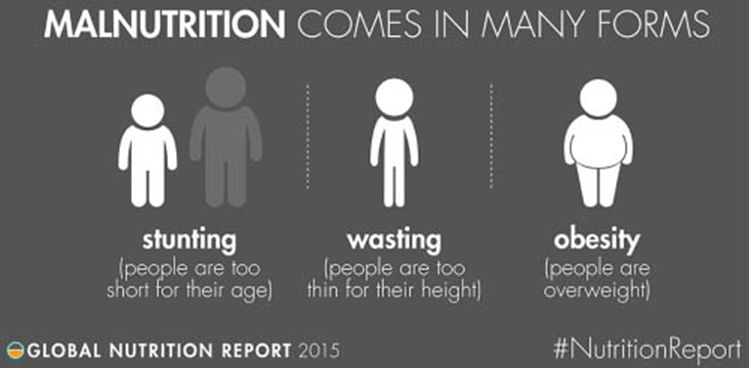 MALNUTRITION COMES IN MANY FORMS
stunting
(people are too
short for their age)
wasting
(people are too
thin for their height)
obesity
(people are
overweight)
GLOBAL NUTRITION REPORT 2015
#NutritionReport